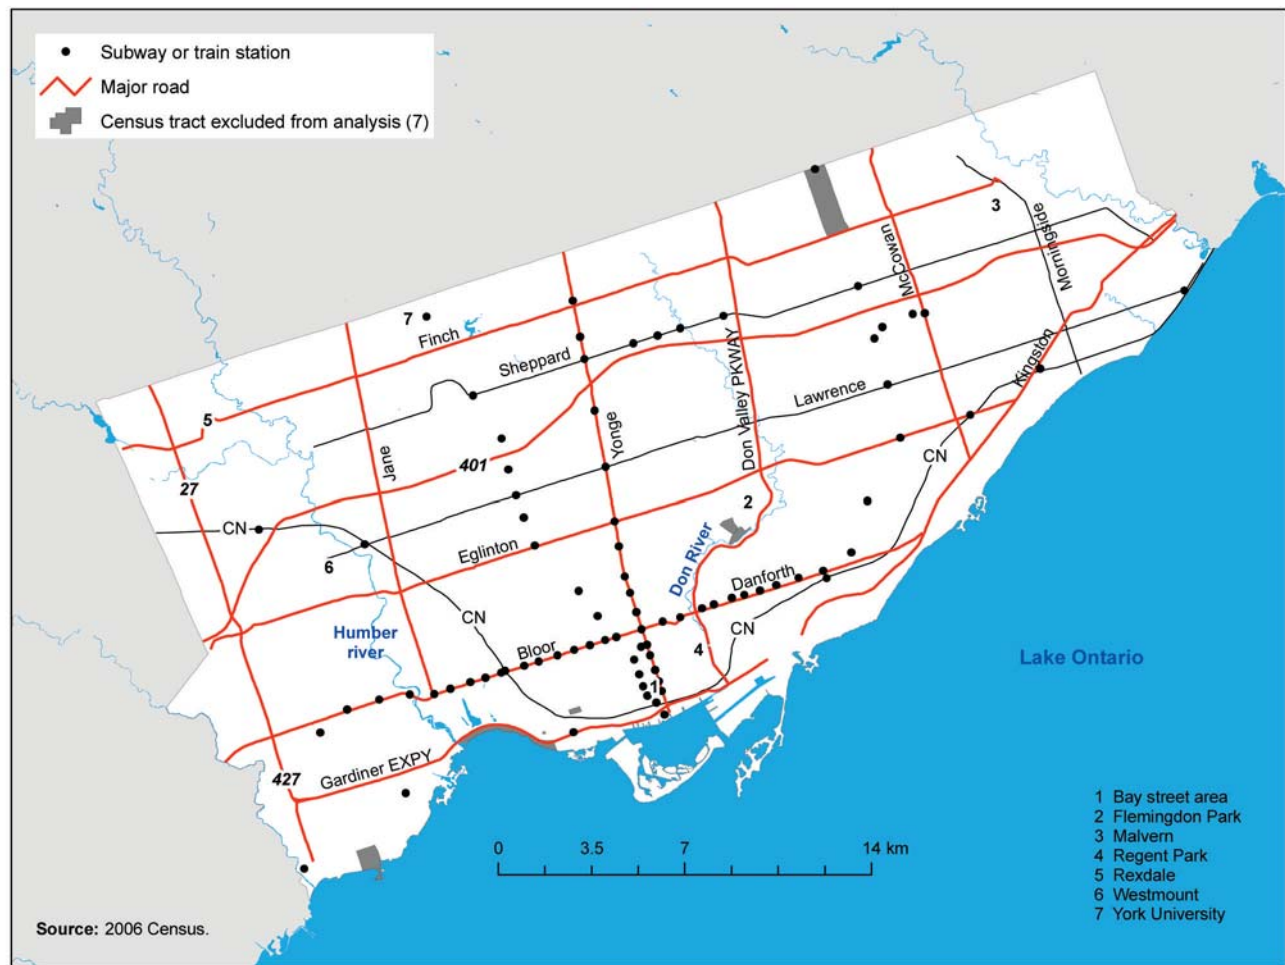 Subway or train station
Major road
Census tract excluded from analysis (7)
3
7
Finch
Sheppard
McCowan
Morningside
Kingston
Don Valley PKWAY
Lawrence
5
Jane
401
Yonge
27
CN
2
CN
6
Eglinton
Don River
Danforth
Humber
river
CN
Bloor
CN
4
1
Lake Ontario
427
Gardiner EXPY
0 3.5 7 14 km
1 Bay street area
2 Flemingdon Park
3 Malvern
4 Regent Park
5 Rexdale
6 Westmount
7 York University
Source: 2006 Census.